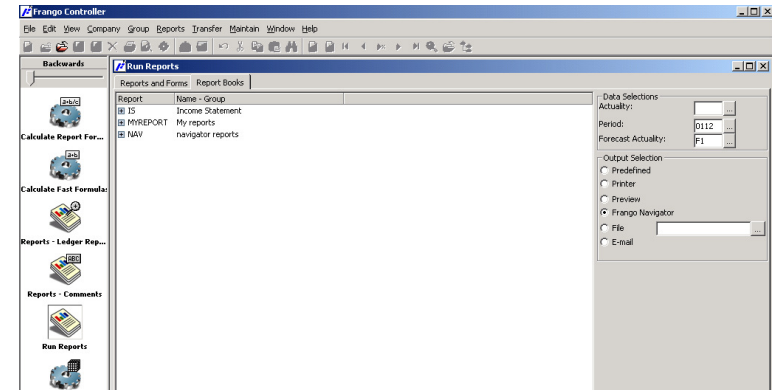 Frango Controller
File Edit View Company Group Reports Transfer Maintain Window Help
Backwards
a+b/c
Calculate Report For...
a+b
Calculate Fast Formula:
Reports - Ledger Rep...
ABC
Reports - Comments
Run Reports
Run Reports
Reports and Forms Report Books
Report Name - Group
IS Income Statement
MYREPORT My reports
NAV navigator reports
Data Selections
Actuality: ...
Period: 0112 ...
Forecast Actuality: F1 ...
Output Selection
Predefined
Printer
Preview
Frango Navigator
File ...
E-mail